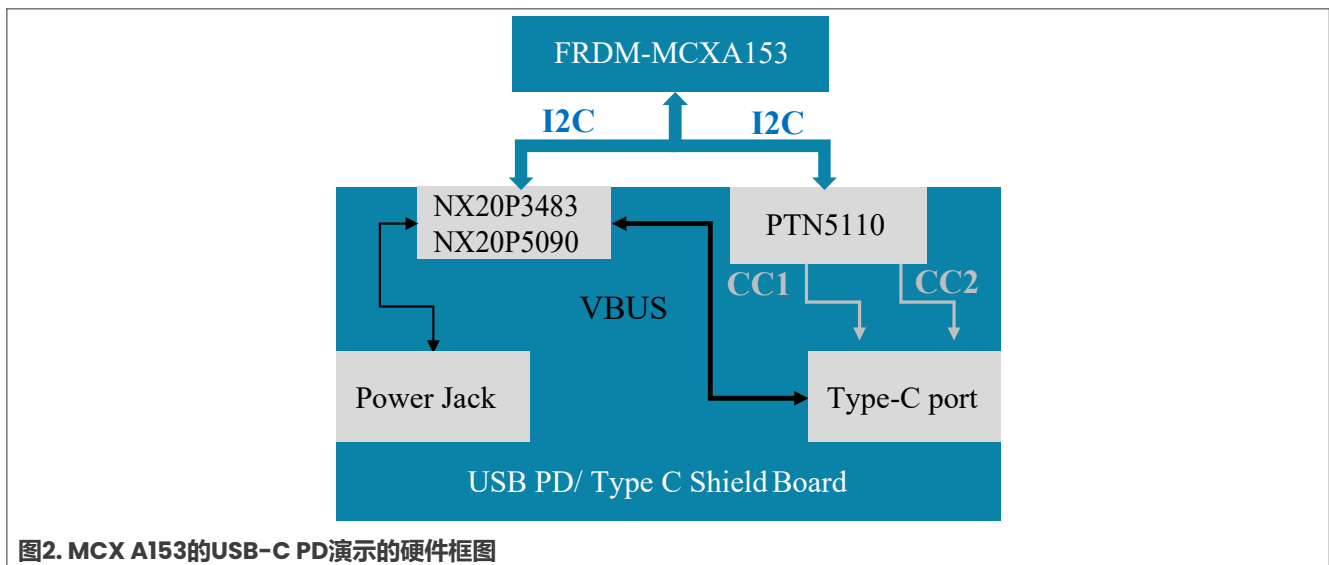 FRDM-MCXA153
I2C
I2C
NX20P3483
NX20P5090
PTN5110
CC1
CC2
VBUS
Power Jack
Type-C port
USB PD/ Type C Shield Board
图2. MCX A153的USB-C PD演示的硬件框图